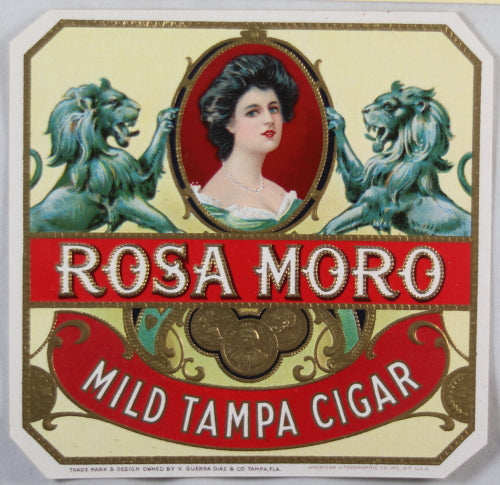 ROSA MORO
MILD TAMPA CIGAR
TRADE MARK & DESIGN OWNED BY V. GUERRA DIAZ & CO TAMPA, FLA.
AMERICAN LITHOGRAPHIC CO. INC. N.Y. U.S.A.